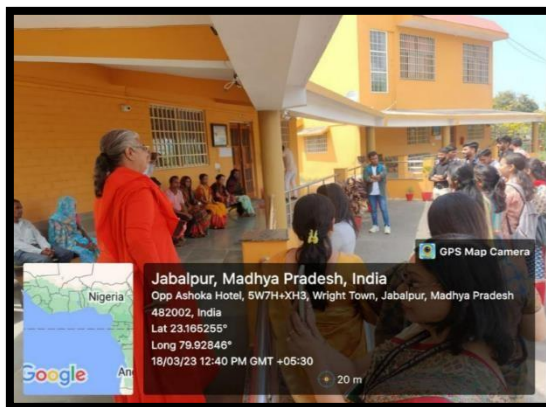 GPS Map Camera
Nigeria
An
Google
Jabalpur, Madhya Pradesh, India
Opp Ashoka Hotel, 5W7H+XH3, Wright Town, Jabalpur, Madhya Pradesh
482002, India
Lat 23.165255°
Long 79.92846°
18/03/23 12:40 PM GMT +05:30
20 m